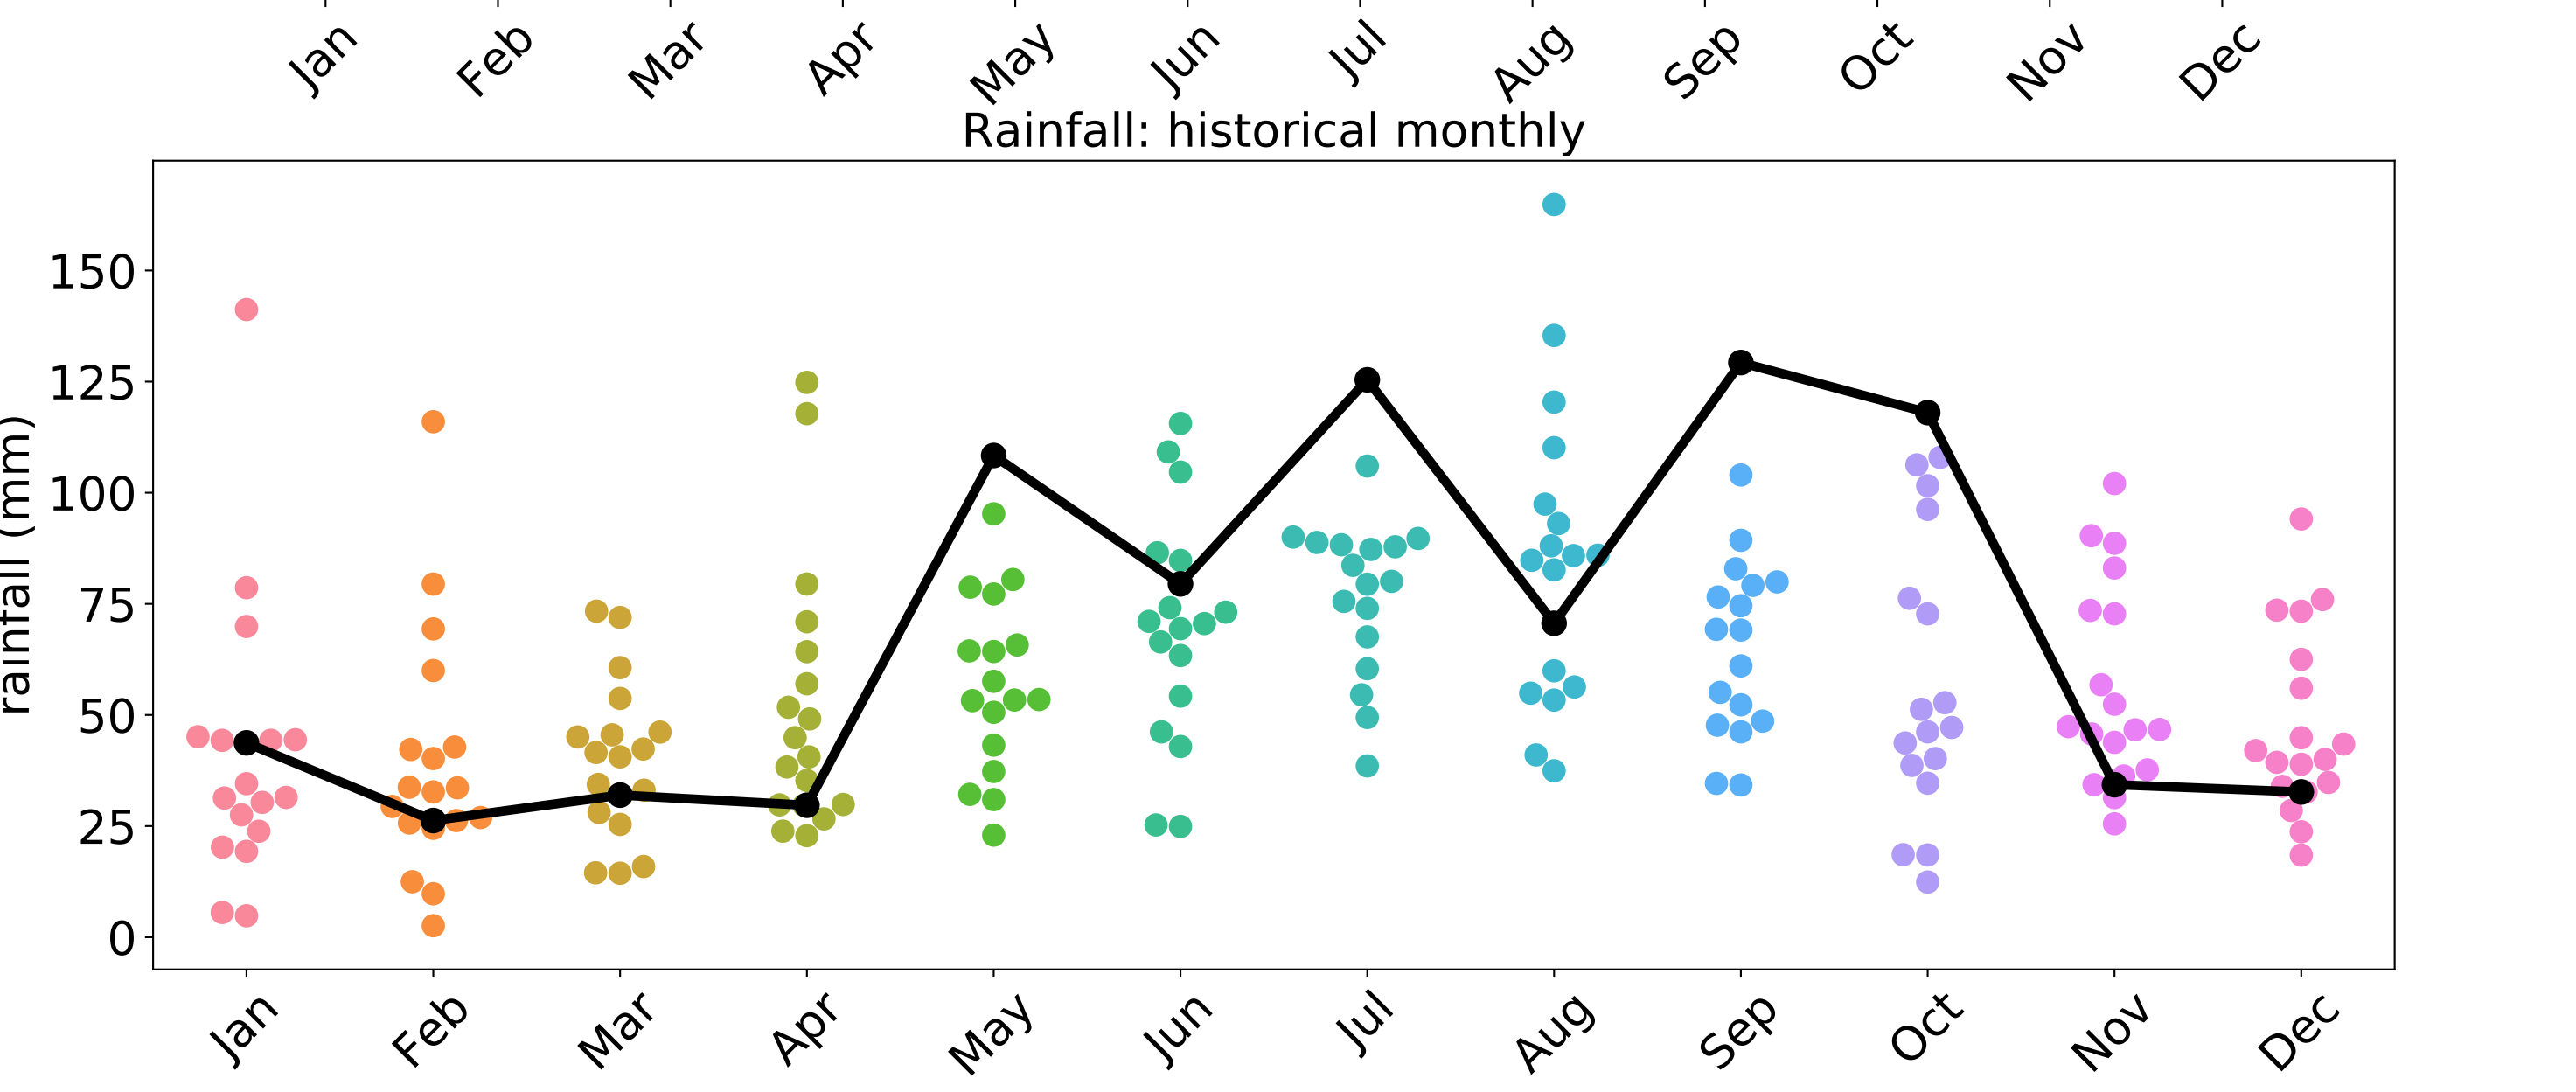 Jan Feb Mar Apr May Jun Jul Aug Sep Oct Nov Dec
Rainfall: historical monthly
rainfall (mm)
150
125
100
75
50
25
0
Jan Feb Mar Apr May Jun Jul Aug Sep Oct Nov Dec